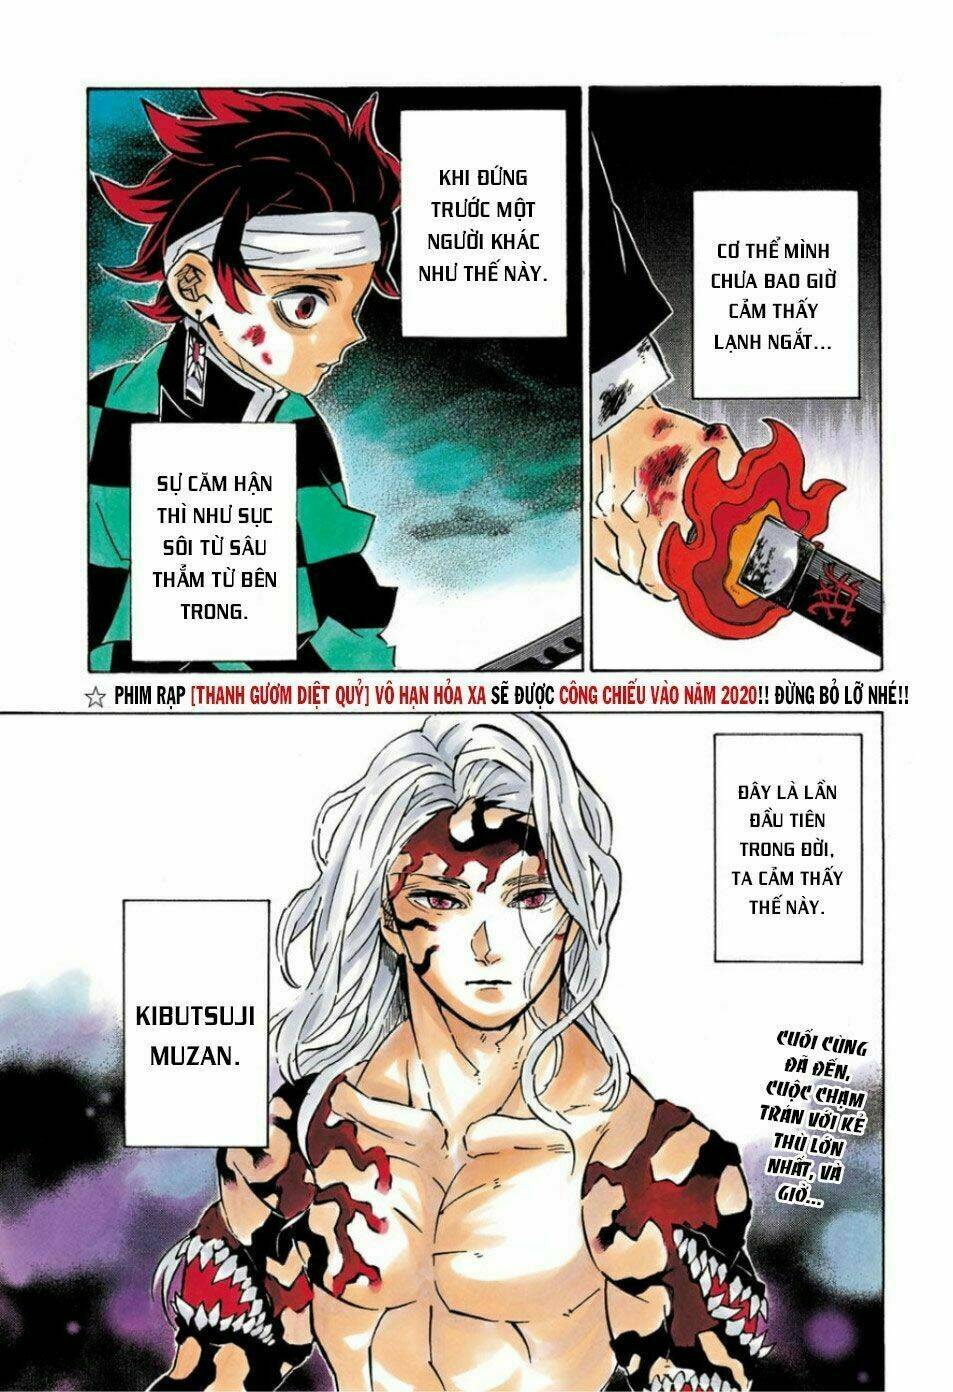 CƠ THỂ MÌNH
CHƯA BAO GIỜ
CẢM THẤY
LẠNH NGẮT...
KHI ĐỨNG
TRƯỚC MỘT
NGƯỜI KHÁC
NHƯ THẾ NÀY.
SỰ CĂM HẬN
THÌ NHƯ SỤC
SÔI TỪ SÂU
THẲM TỪ BÊN
TRONG.
☆ PHIM RẠP [THANH GƯƠM DIỆT QUỶ] VÔ HẠN HỎA XA SẼ ĐƯỢC CÔNG CHIẾU VÀO NĂM 2020!! ĐỪNG BỎ LỠ NHÉ!!
ĐÂY LÀ LẦN
ĐẦU TIÊN
TRONG ĐỜI,
TA CẢM THẤY
THẾ NÀY.
KIBUTSUJI
MUZAN.
CUỐI CÙNG
ĐÃ ĐẾN,
CUỘC CHẠM
TRÁN VỚI KẺ
THÙ LỚN
NHẤT, VÀ
GIỜ...